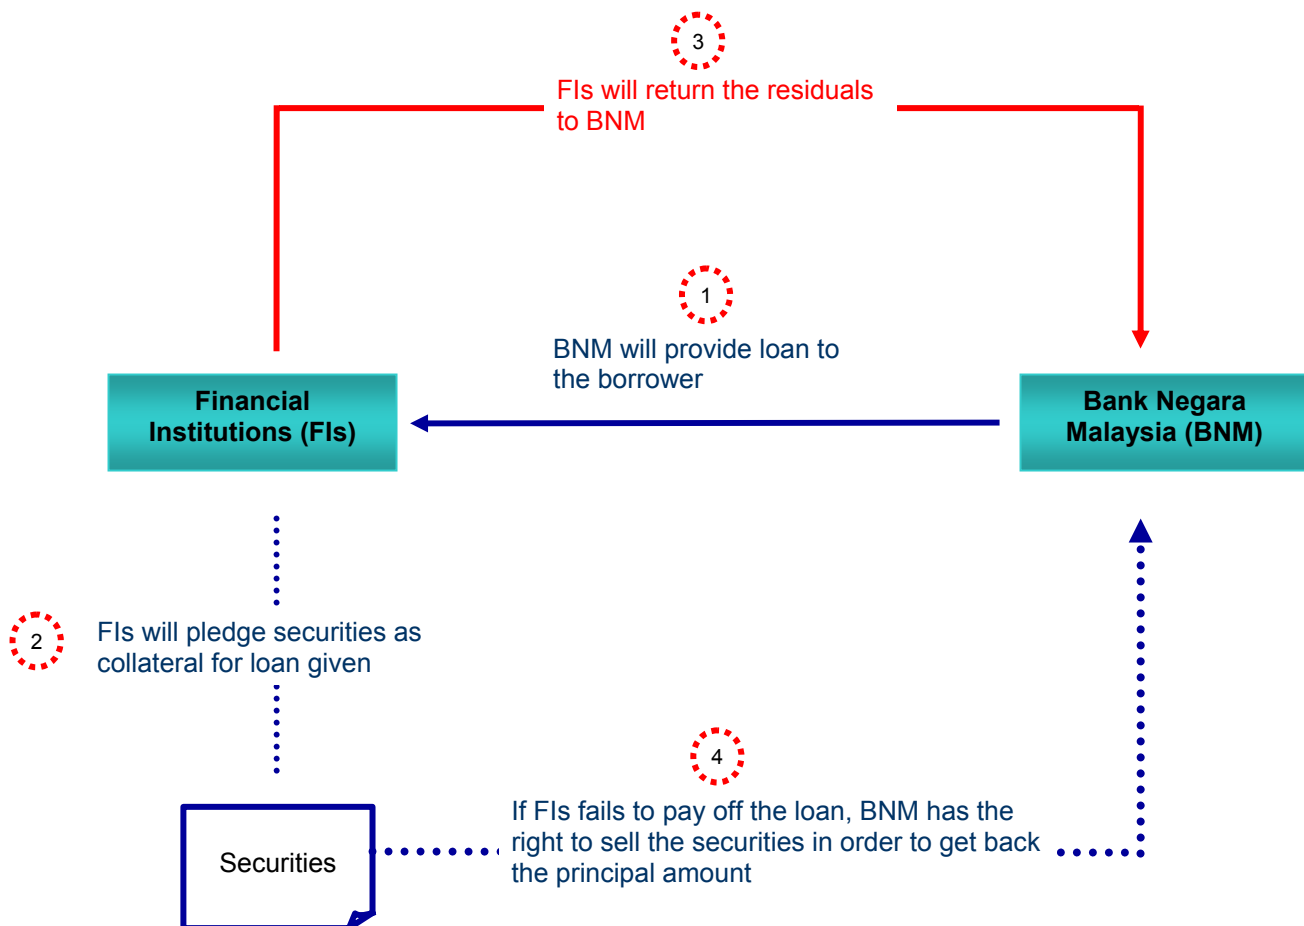 3
FIs will return the residuals
to BNM
1
BNM will provide loan to
the borrower
Financial
Institutions (FIs)
Bank Negara
Malaysia (BNM)
2
FIs will pledge securities as
collateral for loan given
4
If FIs fails to pay off the loan, BNM has the
right to sell the securities in order to get back
the principal amount
Securities